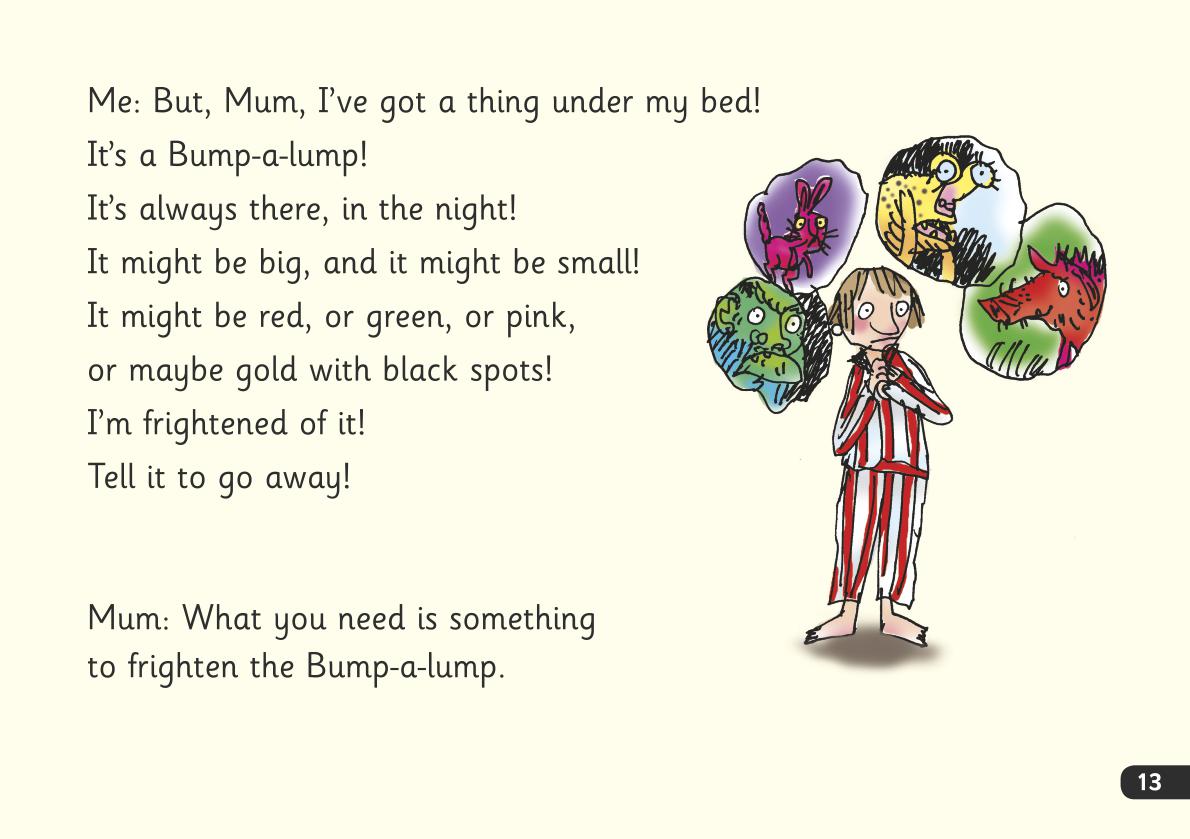 Me: But, Mum, I've got a thing under my bed!
It's a Bump-a-lump!
It's always there, in the night!
It might be big, and it might be small!
It might be red, or green, or pink,
or maybe gold with black spots!
I'm frightened of it!
Tell it to go away!
Mum: What you need is something
to frighten the Bump-a-lump.
13